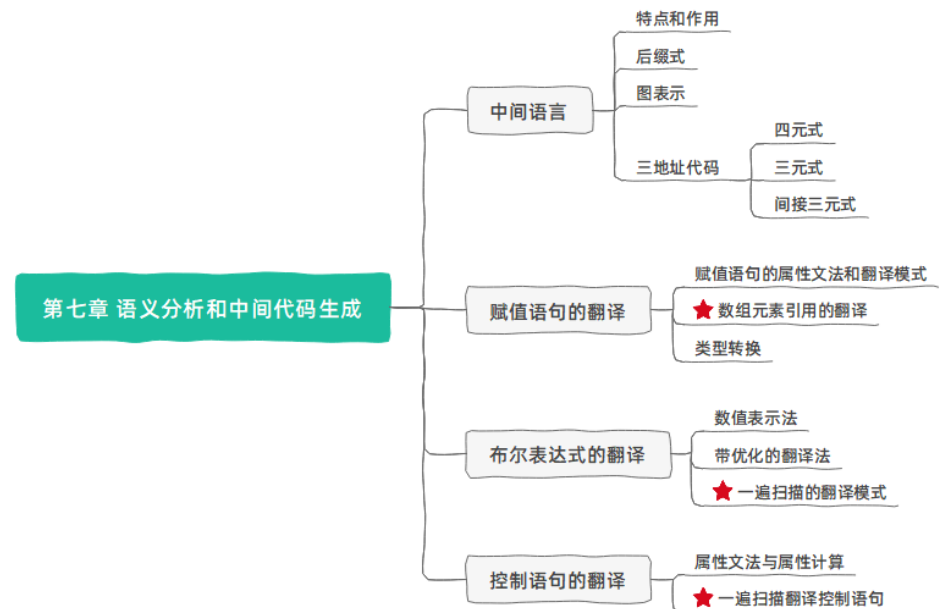 第七章 语义分析和中间代码生成
中间语言
特点和作用
后缀式
图表示
三地址代码
四元式
三元式
间接三元式
赋值语句的翻译
赋值语句的属性文法和翻译模式
数组元素引用的翻译
类型转换
布尔表达式的翻译
数值表示法
带优化的翻译法
一遍扫描的翻译模式
控制语句的翻译
属性文法与属性计算
一遍扫描翻译控制语句